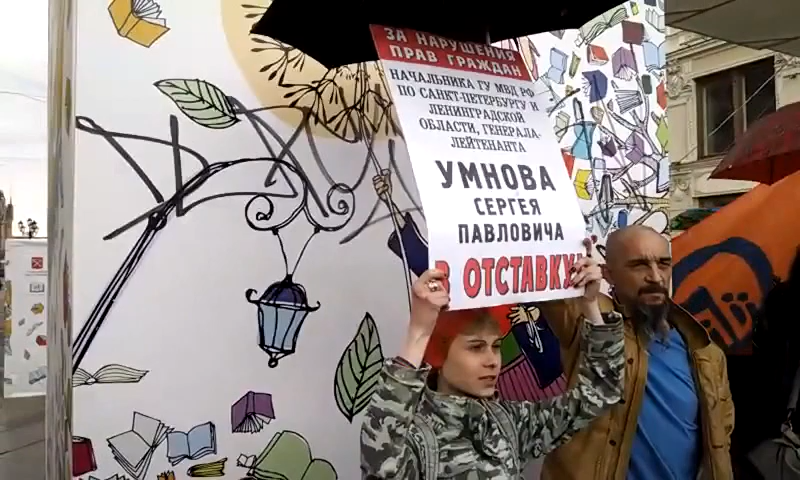 ЗА НАРУШЕНИЯ
ПРАВ ГРАЖДАН
НАЧАЛЬНИКА ГУ МВД РФ
ПО САНКТ-ПЕТЕРБУРГУ И
ЛЕНИНГРАДСКОЙ
ОБЛАСТИ, ГЕНЕРАЛА-
ЛЕЙТЕНАНТА
УМНОВА
СЕРГЕЯ
ПАВЛОВИЧА
В ОТСТАВКУ!